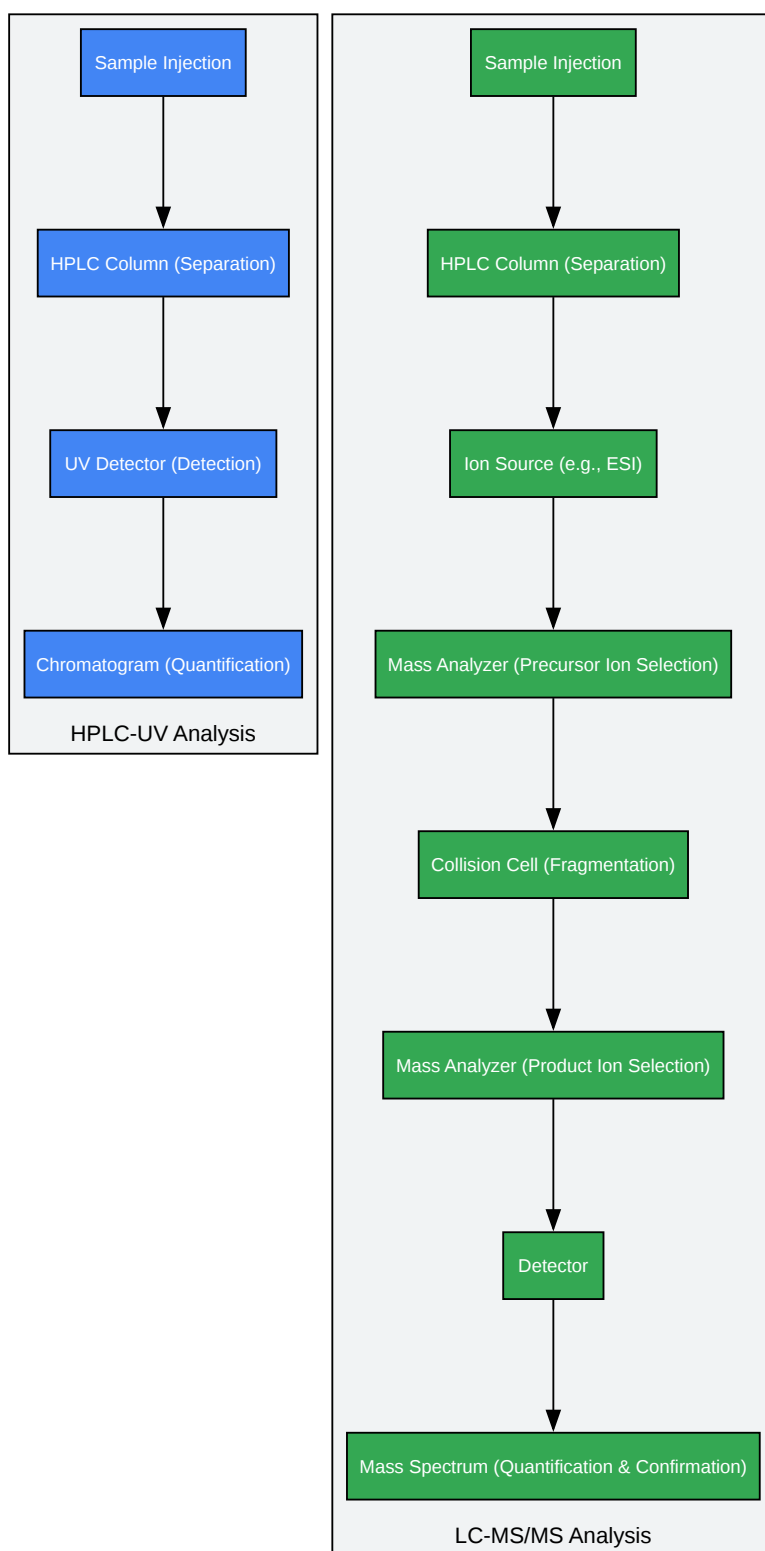 Sample Injection
HPLC Column (Separation)
UV Detector (Detection)
Chromatogram (Quantification)
HPLC-UV Analysis
Sample Injection
HPLC Column (Separation)
Ion Source (e.g., ESI)
Mass Analyzer (Precursor Ion Selection)
Collision Cell (Fragmentation)
Mass Analyzer (Product Ion Selection)
Detector
Mass Spectrum (Quantification & Confirmation)
LC-MS/MS Analysis